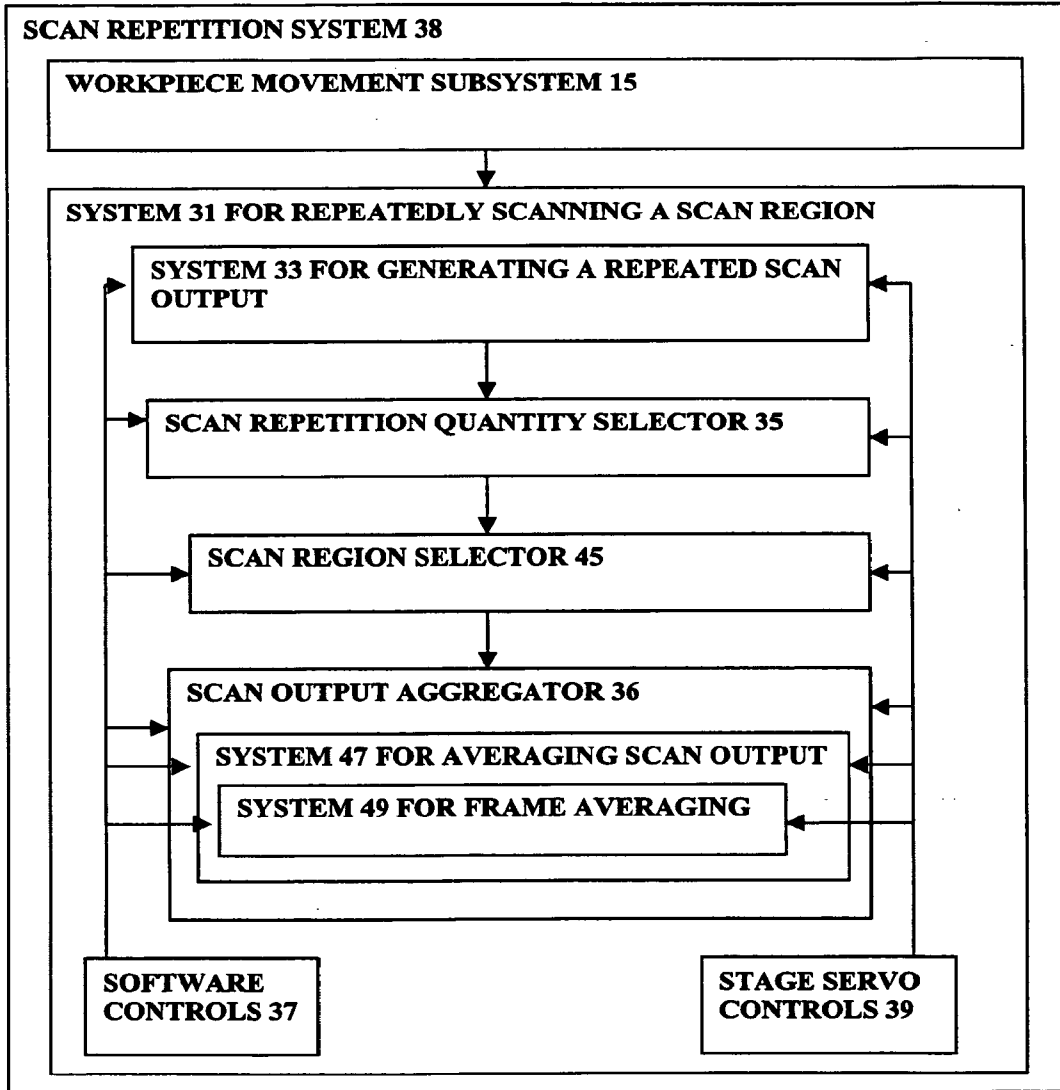 SCAN REPETITION SYSTEM 38
WORKPIECE MOVEMENT SUBSYSTEM 15
SYSTEM 31 FOR REPEATEDLY SCANNING A SCAN REGION
SYSTEM 33 FOR GENERATING A REPEATED SCAN
OUTPUT
SCAN REPETITION QUANTITY SELECTOR 35
SCAN REGION SELECTOR 45
SCAN OUTPUT AGGREGATOR 36
SYSTEM 47 FOR AVERAGING SCAN OUTPUT
SYSTEM 49 FOR FRAME AVERAGING
SOFTWARE
CONTROLS 37
STAGE SERVO
CONTROLS 39